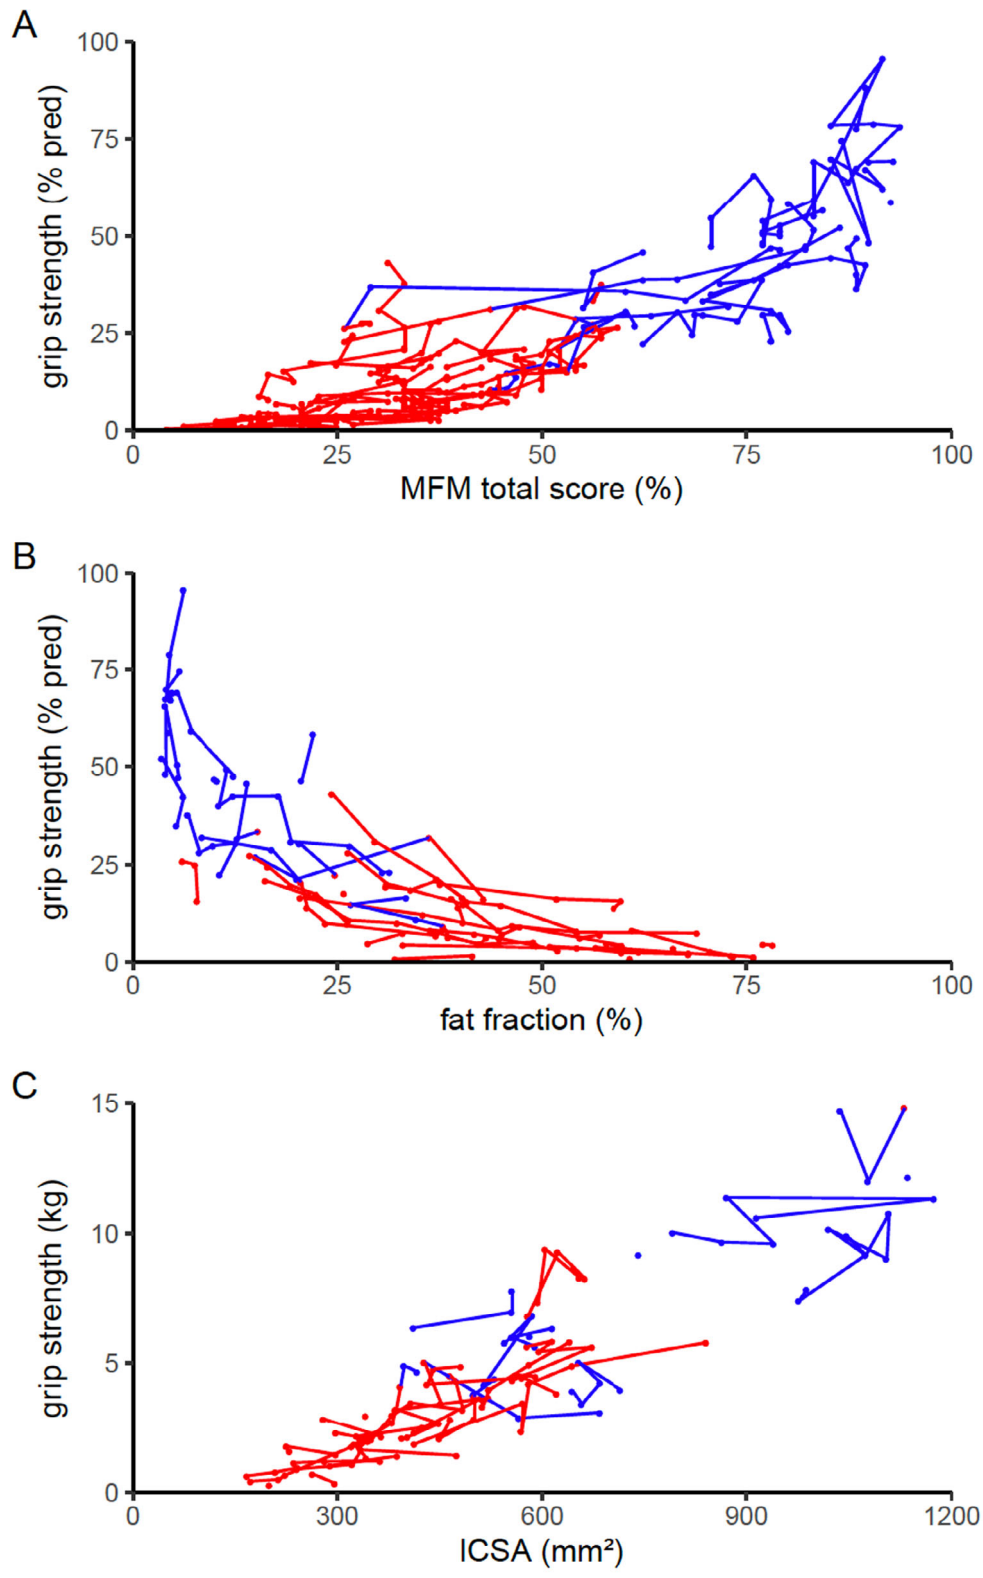 A
100
75
50
25
0
grip strength (% pred)
0 25 50 75 100
MFM total score (%)
B
100
75
50
25
0
grip strength (% pred)
0 25 50 75 100
fat fraction (%)
C
15
10
5
0
grip strength (kg)
0 300 600 900 1200
lCSA (mm²)